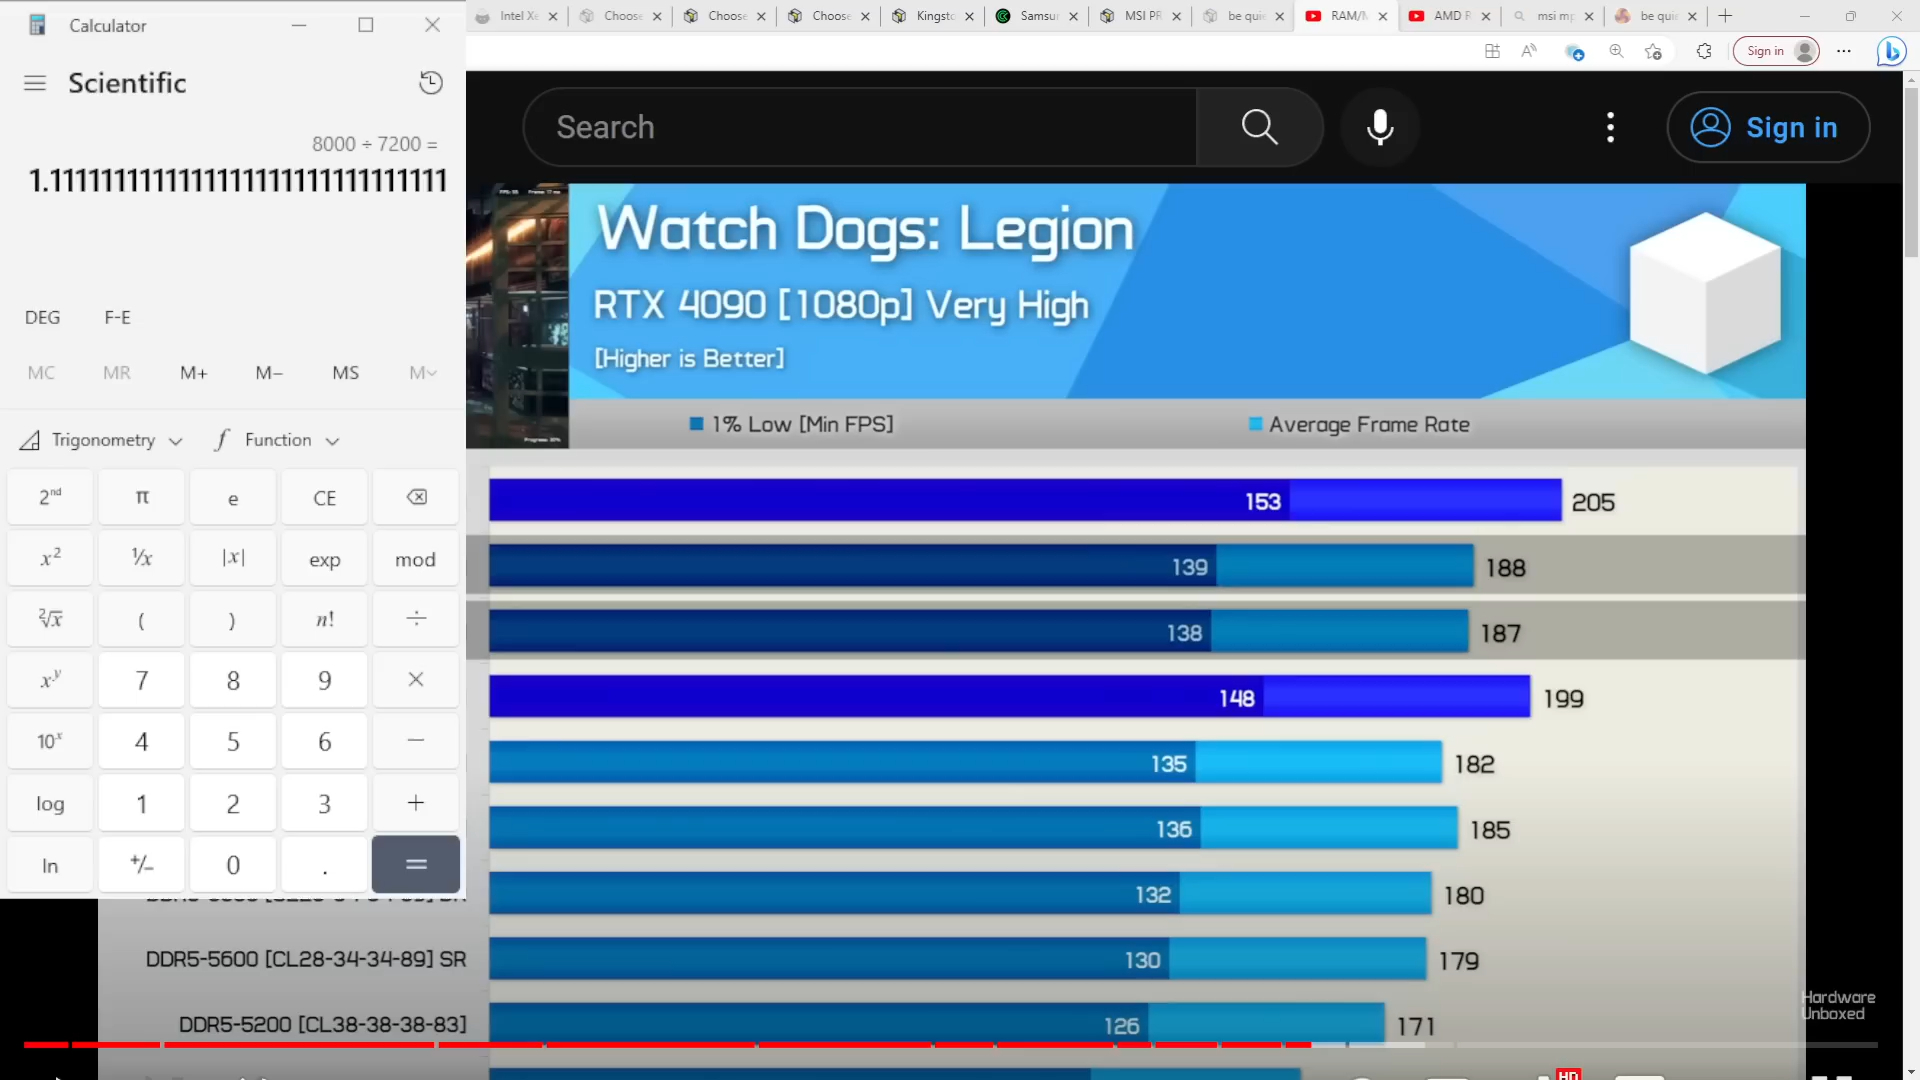 Calculator
Intel Xe
Choose
Choose
Choose
Kingst
Samsu
MSI PR
be quie
RAM/M
AMD R
msi mp
be qui
Sign in
Scientific
8000 ÷ 7200 =
Search
Sign in
DEG
F-E
MC
MR
M+
M−
MS
M
Trigonometry
Function
2nd
π
e
CE
x2
1/x
|x|
exp
mod
2√x
(
)
n!
÷
xy
7
8
9
×
10x
4
5
6
−
log
1
2
3
+
ln
+/−
0
.
=
Watch Dogs: Legion
RTX 4090 [1080p] Very High
[Higher is Better]
1% Low [Min FPS]
Average Frame Rate
153
205
139
188
138
187
148
199
135
182
136
185
132
180
DDR5-5600 [CL28-34-34-89] SR
130
179
DDR5-5200 [CL38-38-38-83]
126
171
Hardware
Unboxed
HD